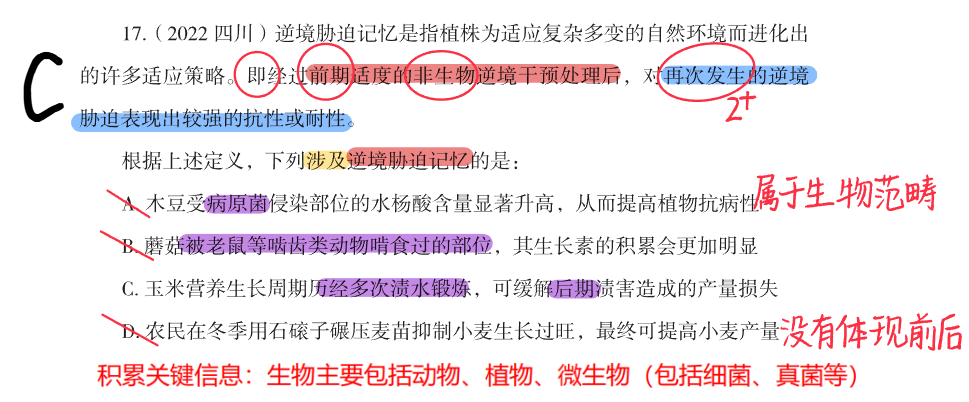 17.（2022 四川）逆境胁迫记忆是指植株为适应复杂多变的自然环境而进化出
C
的许多适应策略。即经过前期适度的非生物逆境干预处理后，对再次发生的逆境
2+
胁迫表现出较强的抗性或耐性。
根据上述定义，下列涉及逆境胁迫记忆的是：
A. 木豆受病原菌侵染部位的水杨酸含量显著升高，从而提高植物抗病性
属于生物范畴
B. 蘑菇被老鼠等啮齿类动物啃食过的部位，其生长素的积累会更加明显
C. 玉米营养生长周期历经多次渍水锻炼，可缓解后期渍害造成的产量损失
D. 农民在冬季用石磙子碾压麦苗抑制小麦生长过旺，最终可提高小麦产量
没有体现前后
积累关键信息：生物主要包括动物、植物、微生物（包括细菌、真菌等）